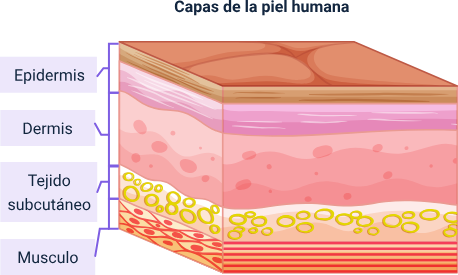 Capas de la piel humana
Epidermis
Dermis
Tejido
subcutáneo
Musculo